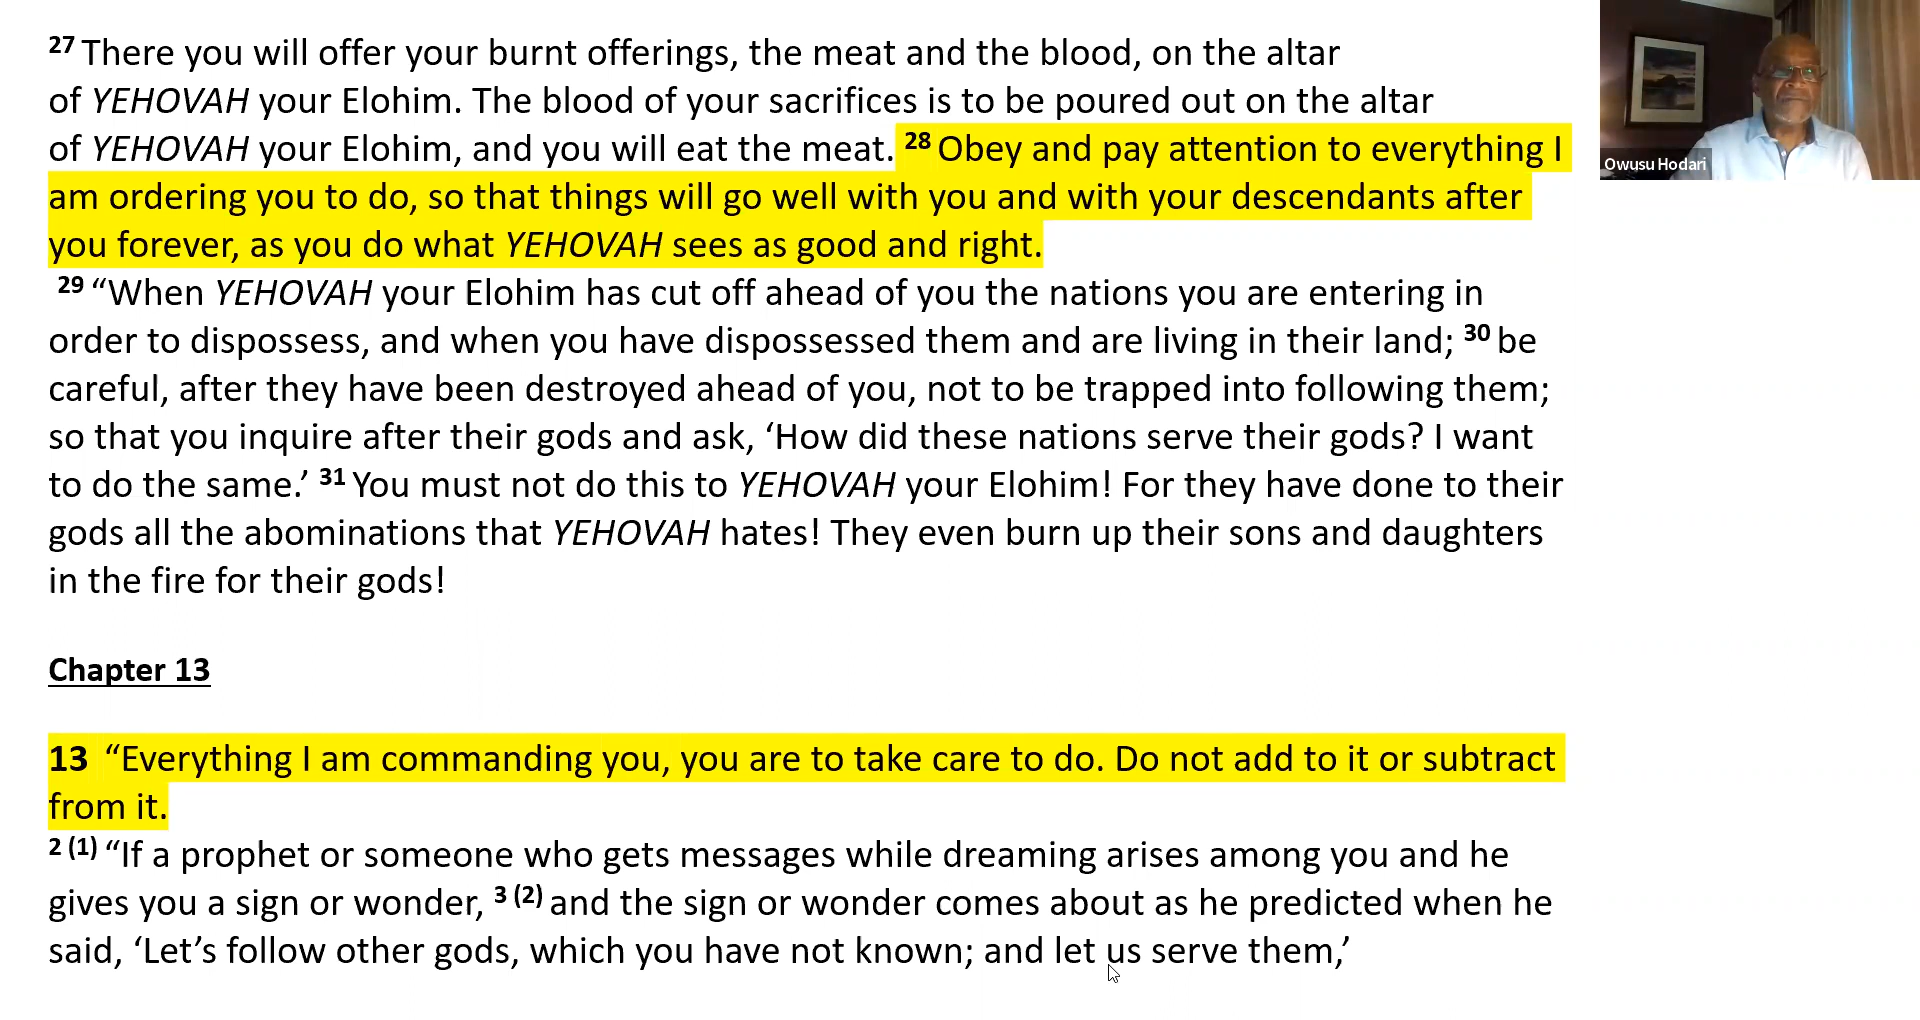 27 There you will offer your burnt offerings, the meat and the blood, on the altar
of YEHOVAH your Elohim. The blood of your sacrifices is to be poured out on the altar
of YEHOVAH your Elohim, and you will eat the meat. 28 Obey and pay attention to everything I
am ordering you to do, so that things will go well with you and with your descendants after
you forever, as you do what YEHOVAH sees as good and right.
29 “When YEHOVAH your Elohim has cut off ahead of you the nations you are entering in
order to dispossess, and when you have dispossessed them and are living in their land; 30 be
careful, after they have been destroyed ahead of you, not to be trapped into following them;
so that you inquire after their gods and ask, ‘How did these nations serve their gods? I want
to do the same.’ 31 You must not do this to YEHOVAH your Elohim! For they have done to their
gods all the abominations that YEHOVAH hates! They even burn up their sons and daughters
in the fire for their gods!
Chapter 13
13 “Everything I am commanding you, you are to take care to do. Do not add to it or subtract
from it.
2 (1) “If a prophet or someone who gets messages while dreaming arises among you and he
gives you a sign or wonder, 3 (2) and the sign or wonder comes about as he predicted when he
said, ‘Let’s follow other gods, which you have not known; and let us serve them,’
Owusu Hodari